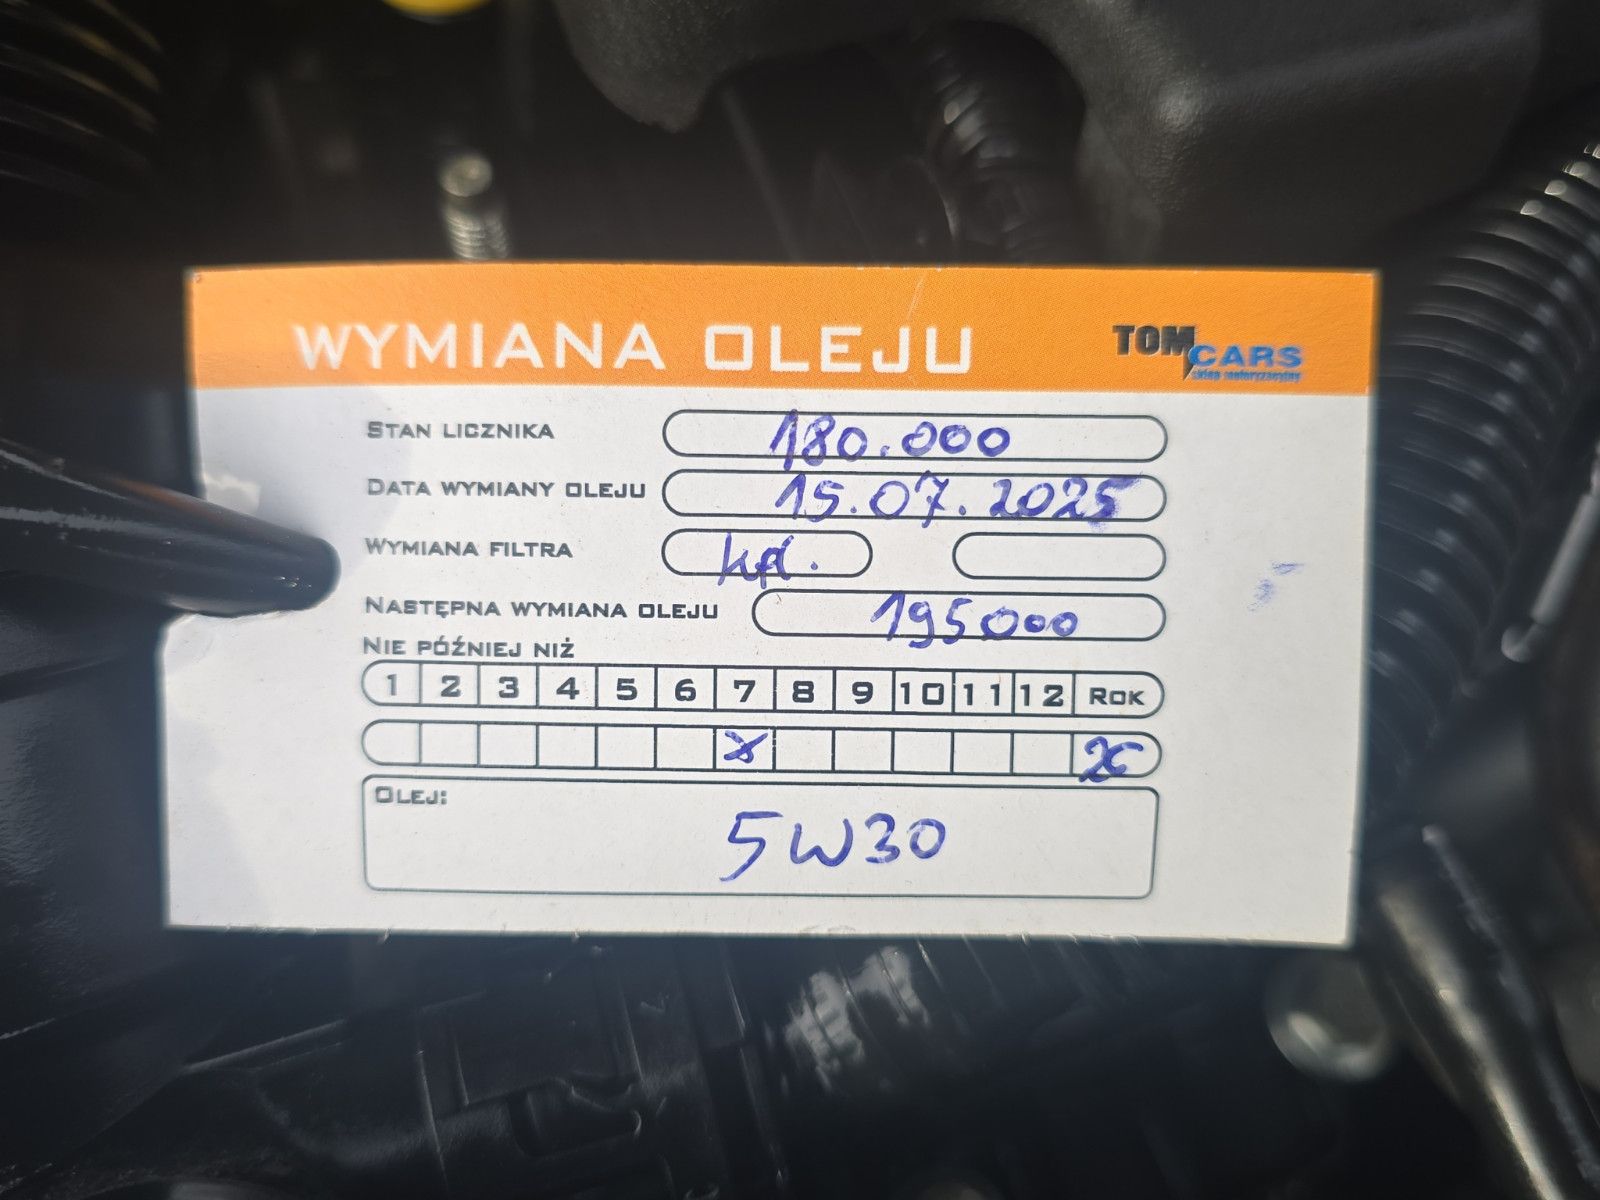 WYMIANA OLEJU
TOM CARS
sklep motoryzacyjny
STAN LICZNIKA 180.000
DATA WYMIANY OLEJU 15.07.2025
WYMIANA FILTRA
NASTĘPNA WYMIANA OLEJU 195000
NIE PÓŹNIEJ NIŻ
1 2 3 4 5 6 7 8 9 10 11 12 ROK
x 26
OLEJ:
5W30